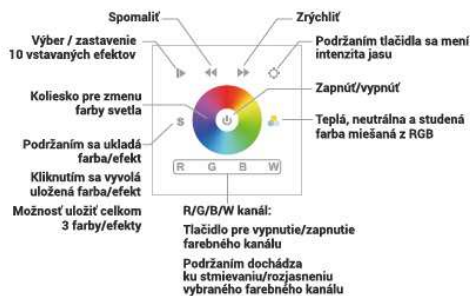 Spomaliť
Zrýchliť
Výber / zastavenie
10 vstavaných efektov
Podržaním tlačidla sa mení
intenzita jasu
Koliesko pre zmenu
farby svetla
Zapnúť/vypnúť
S
Teplá, neutrálna a studená
farba miešaná z RGB
Podržaním sa ukladá
farba/efekt
Kliknutím sa vyvolá
uložená farba/efekt
Možnosť uložiť celkom
3 farby/efekty
R G B W
R/G/B/W kanál:
Tlačidlo pre vypnutie/zapnutie
farebného kanálu
Podržaním dochádza
ku stmievaniu/rozjasneniu
vybraného farebného kanálu